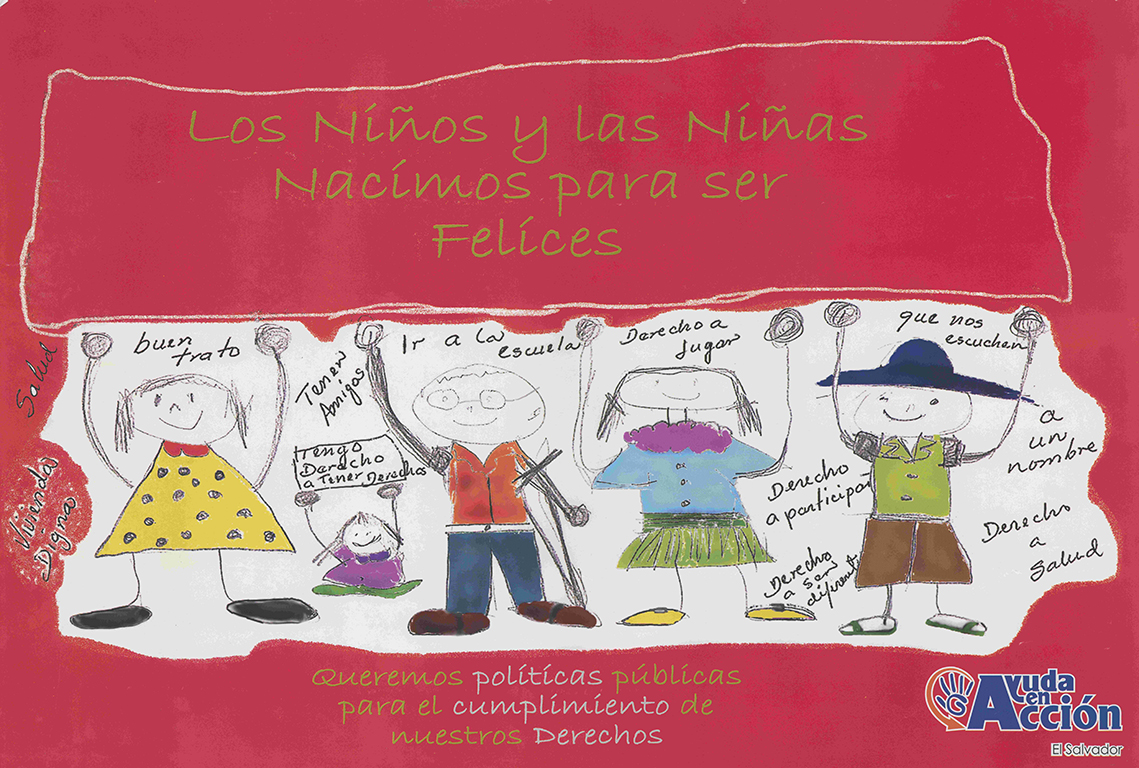 Los Niños y las Niñas
Nacimos para ser
Felices
Salud
Viviendas
Digna
buen
trato
Tener
Amigos
Tengo
Derecho
a Tener Derechos
Ir a la
escuela
Derecho a
Jugar
Derecho
a participar
Derecho
a ser
diferente
que nos
escuchen
a
un
nombre
Derecho
a
Salud
Queremos políticas públicas
para el cumplimiento de
nuestros Derechos
Ayuda
en
Acción
El Salvador